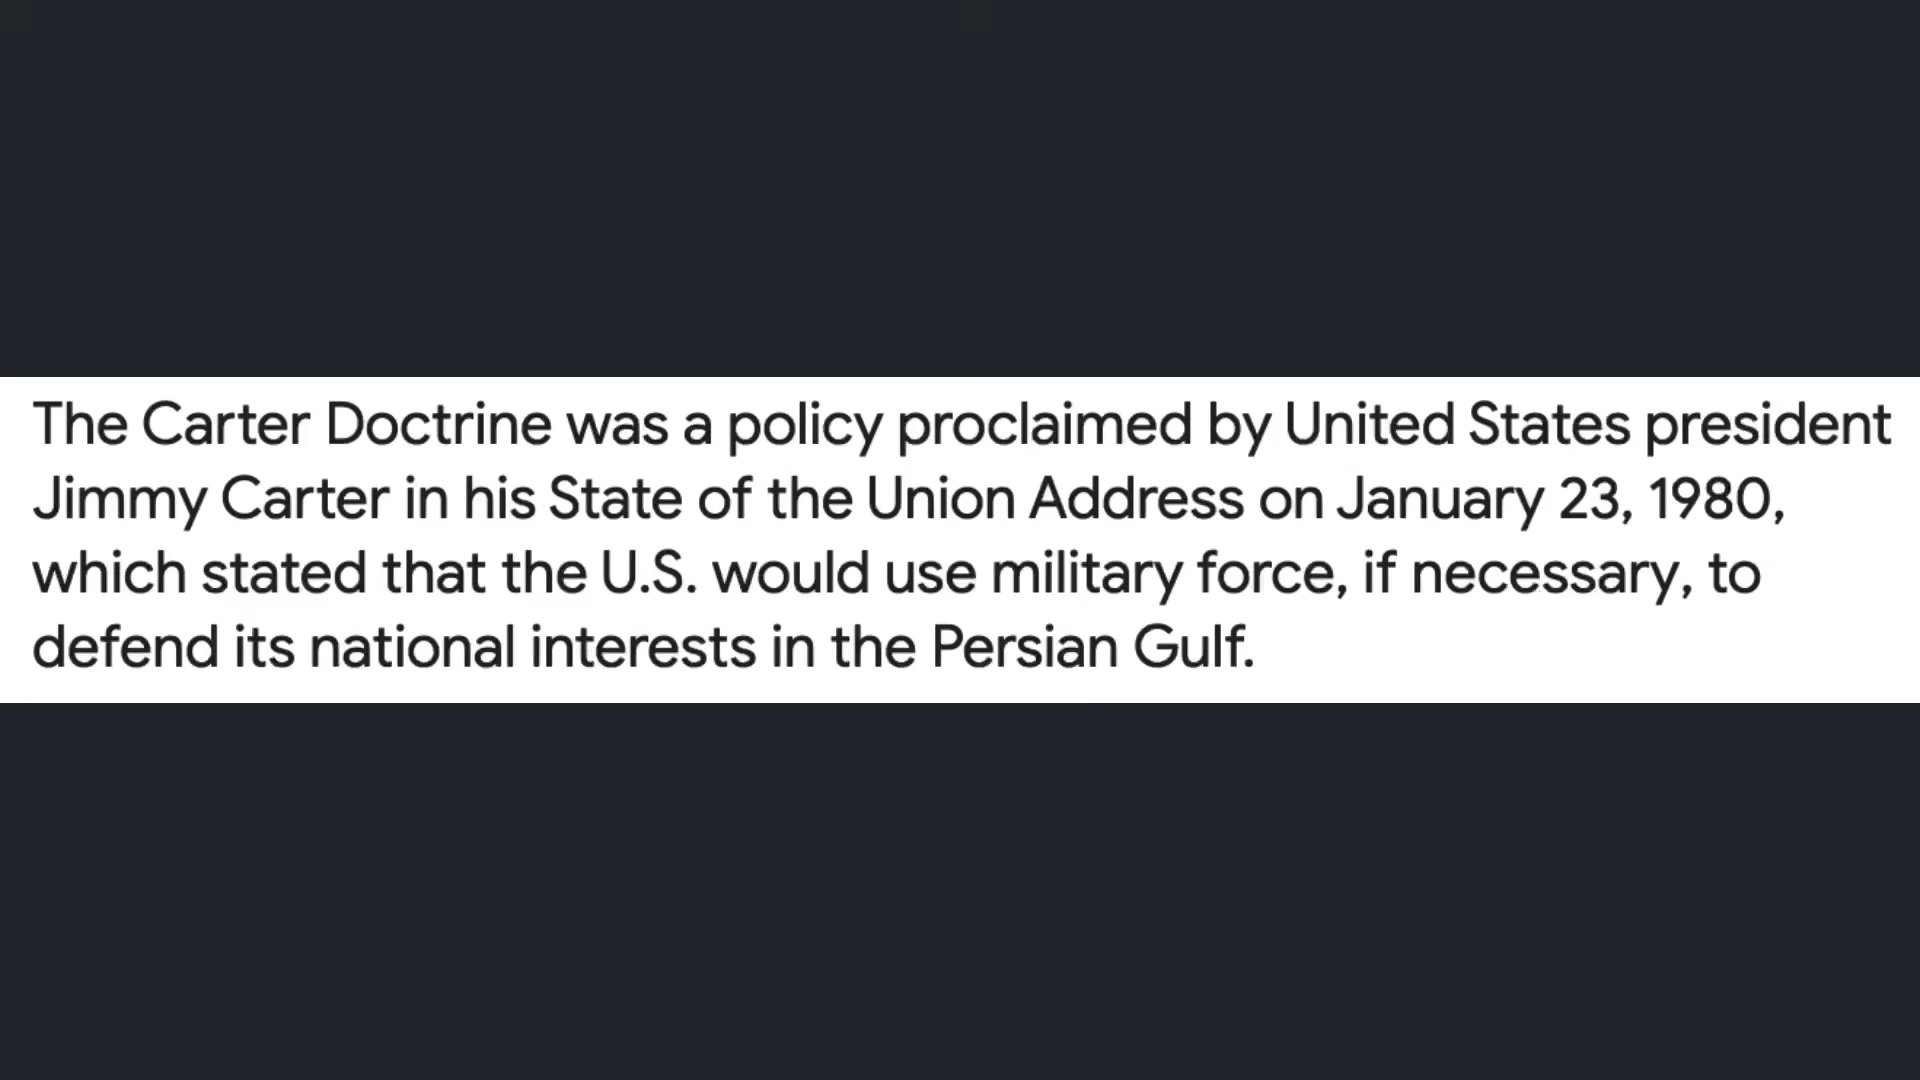 The Carter Doctrine was a policy proclaimed by United States president
Jimmy Carter in his State of the Union Address on January 23, 1980,
which stated that the U.S. would use military force, if necessary, to
defend its national interests in the Persian Gulf.